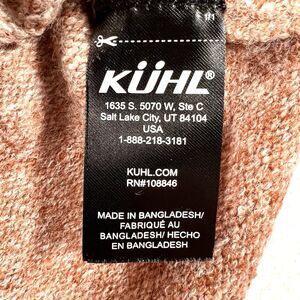 KÜHL®
1635 S. 5070 W, Ste C
Salt Lake City, UT 84104
USA
1-888-218-3181
KUHL.COM
RN#108846
MADE IN BANGLADESH/
FABRIQUÉ AU
BANGLADESH/ HECHO
EN BANGLADESH